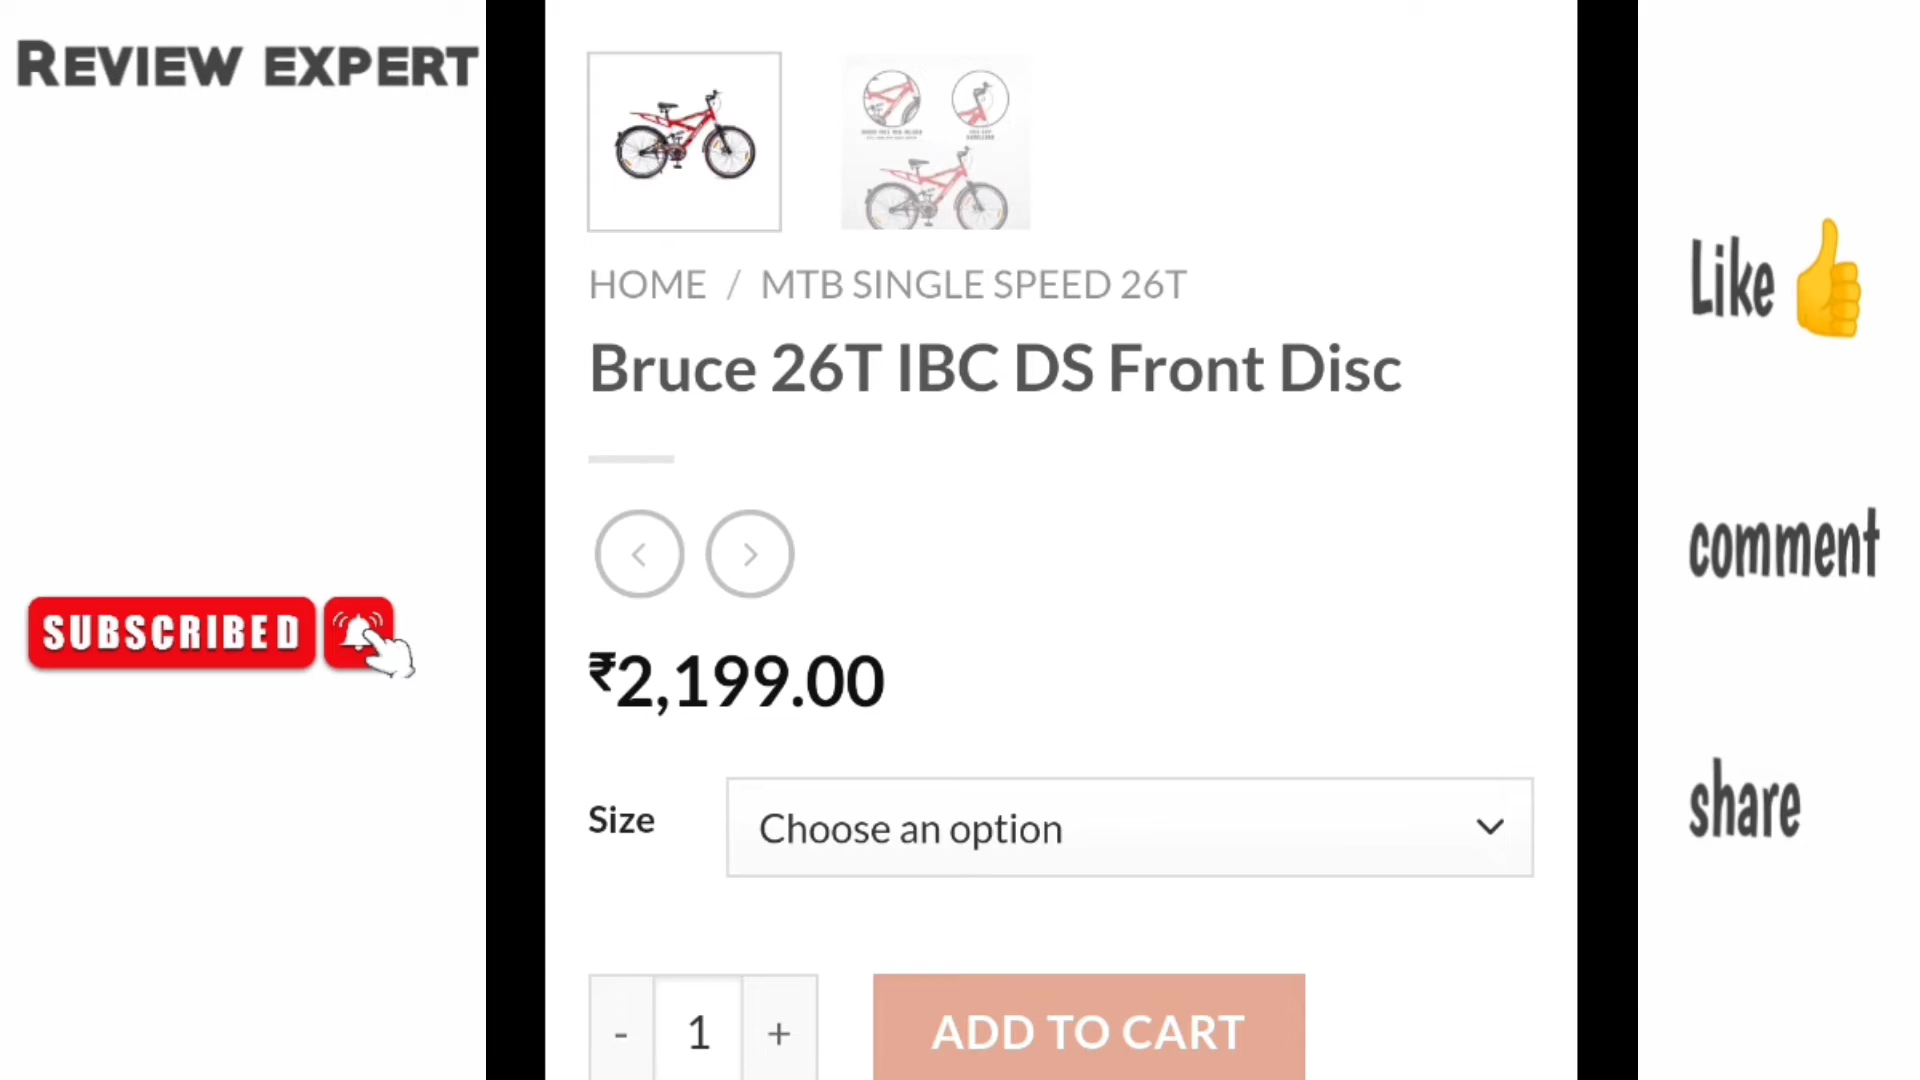 REVIEW EXPERT
HOME / MTB SINGLE SPEED 26T
Bruce 26T IBC DS Front Disc
₹2,199.00
Size
Choose an option
- 1 +
ADD TO CART
SUBSCRIBED
Like
comment
share